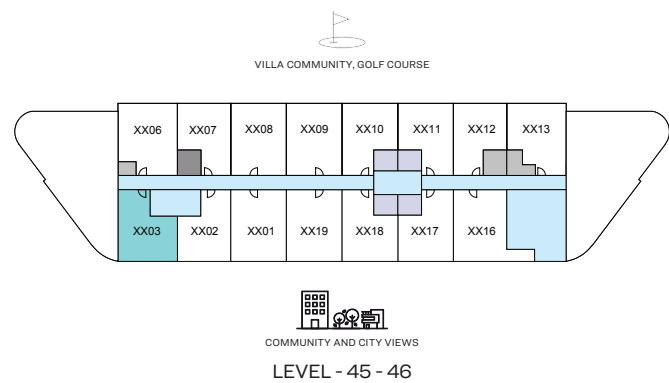 VILLA COMMUNITY, GOLF COURSE
XX06 XX07 XX08 XX09 XX10 XX11 XX12 XX13
XX03 XX02 XX01 XX19 XX18 XX17 XX16
COMMUNITY AND CITY VIEWS
LEVEL - 45 - 46